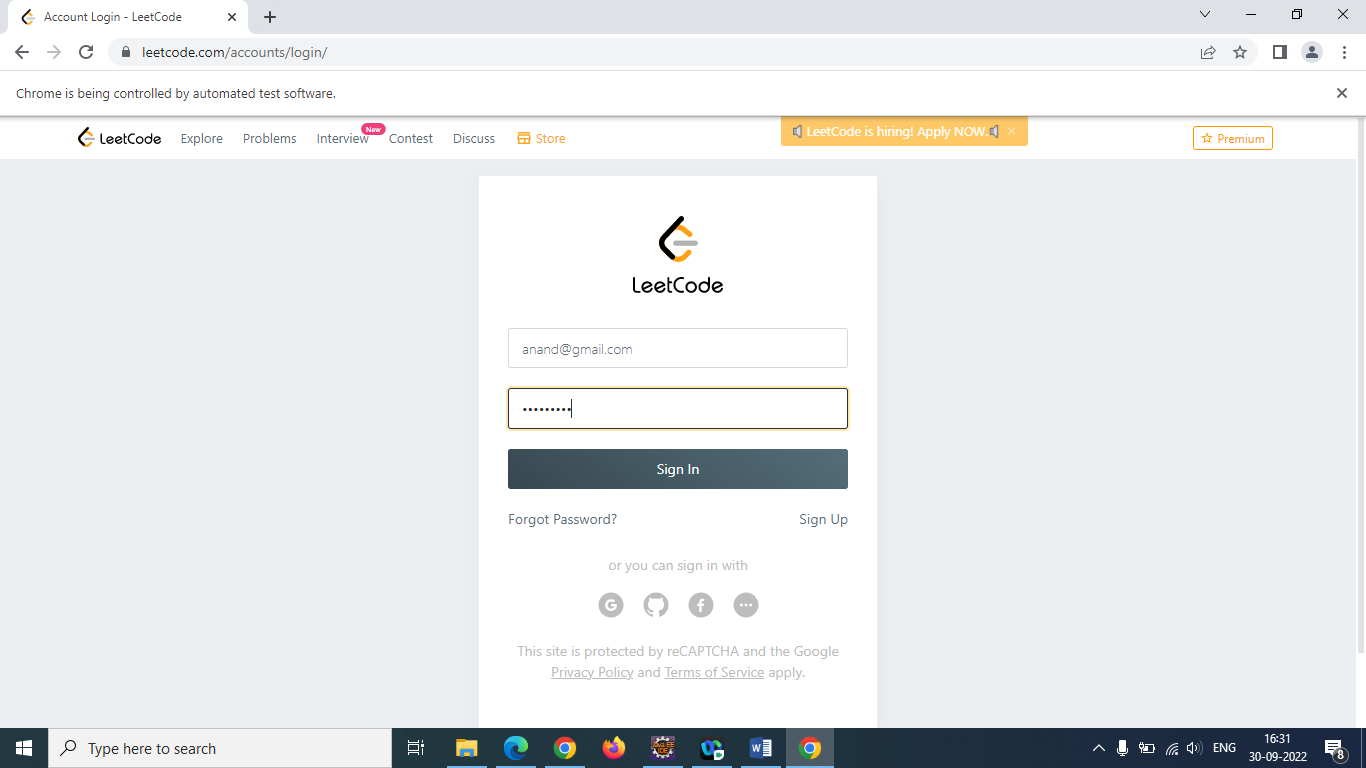 Account Login - LeetCode
leetcode.com/accounts/login/
Chrome is being controlled by automated test software.
LeetCode Explore Problems Interview New Contest Discuss Store LeetCode is hiring! Apply NOW. Premium
LeetCode
anand@gmail.com
•••••••••
Sign In
Forgot Password? Sign Up
or you can sign in with
This site is protected by reCAPTCHA and the Google
Privacy Policy and Terms of Service apply.
Type here to search
ENG
16:31
30-09-2022
8